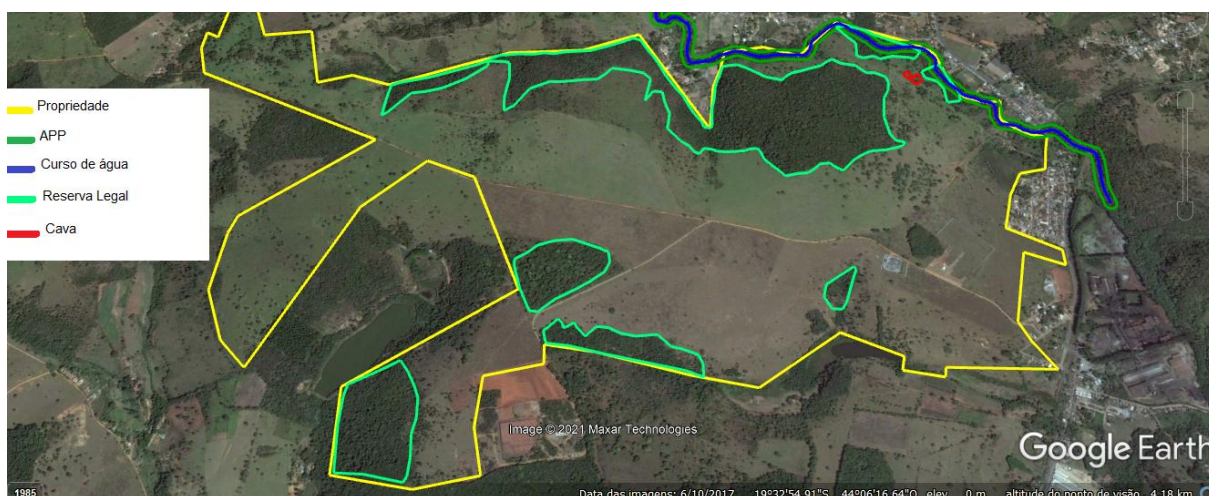 Propriedade
APP
Curso de água
Reserva Legal
Cava
Image © 2021 Maxar Technologies
Google Earth
1985
Data das imagens: 6/10/2017 19°32'54.91"S 44°06'16.64"O elev 0 m altitude do ponto de visão 4.18 km